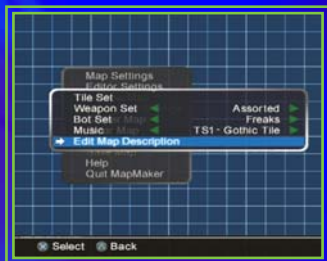 Map Settings
Editor Settings
Tile Set
Weapon Set Assorted
Bot Set Freaks
Music TS1 - Gothic Tile
Edit Map Description
Help
Quit MapMaker
Select Back